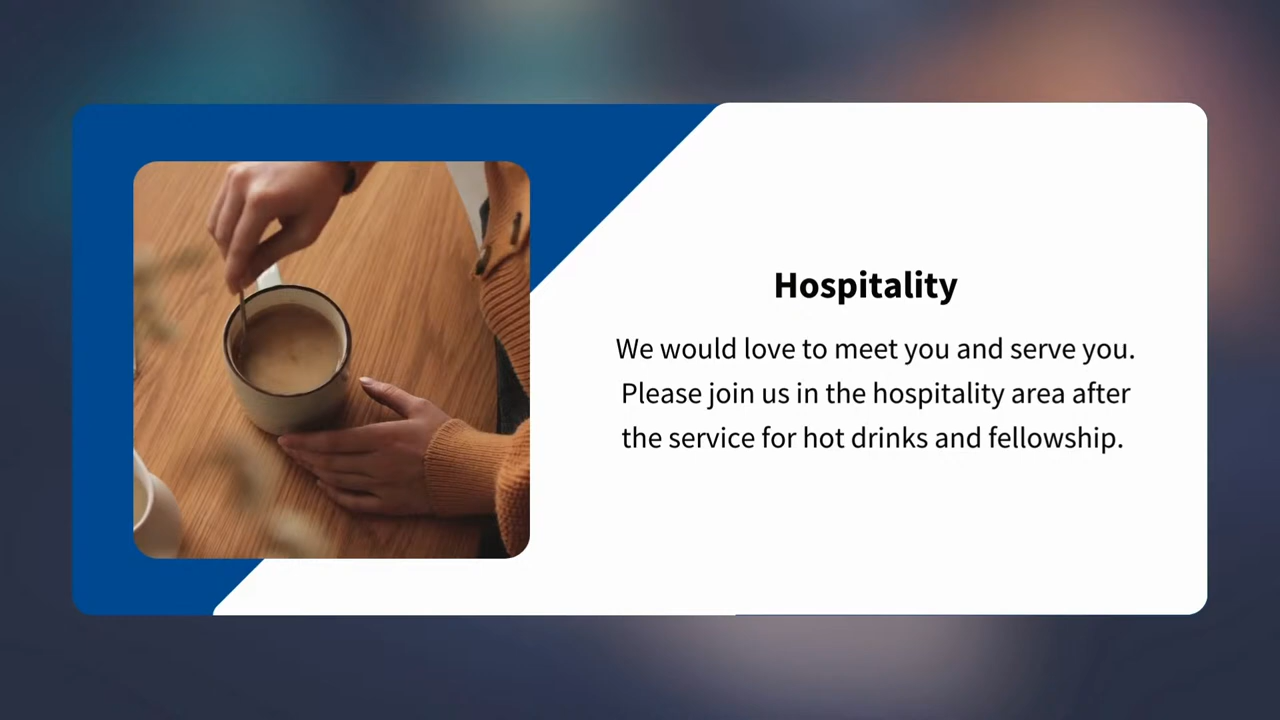 Hospitality
We would love to meet you and serve you.
Please join us in the hospitality area after
the service for hot drinks and fellowship.